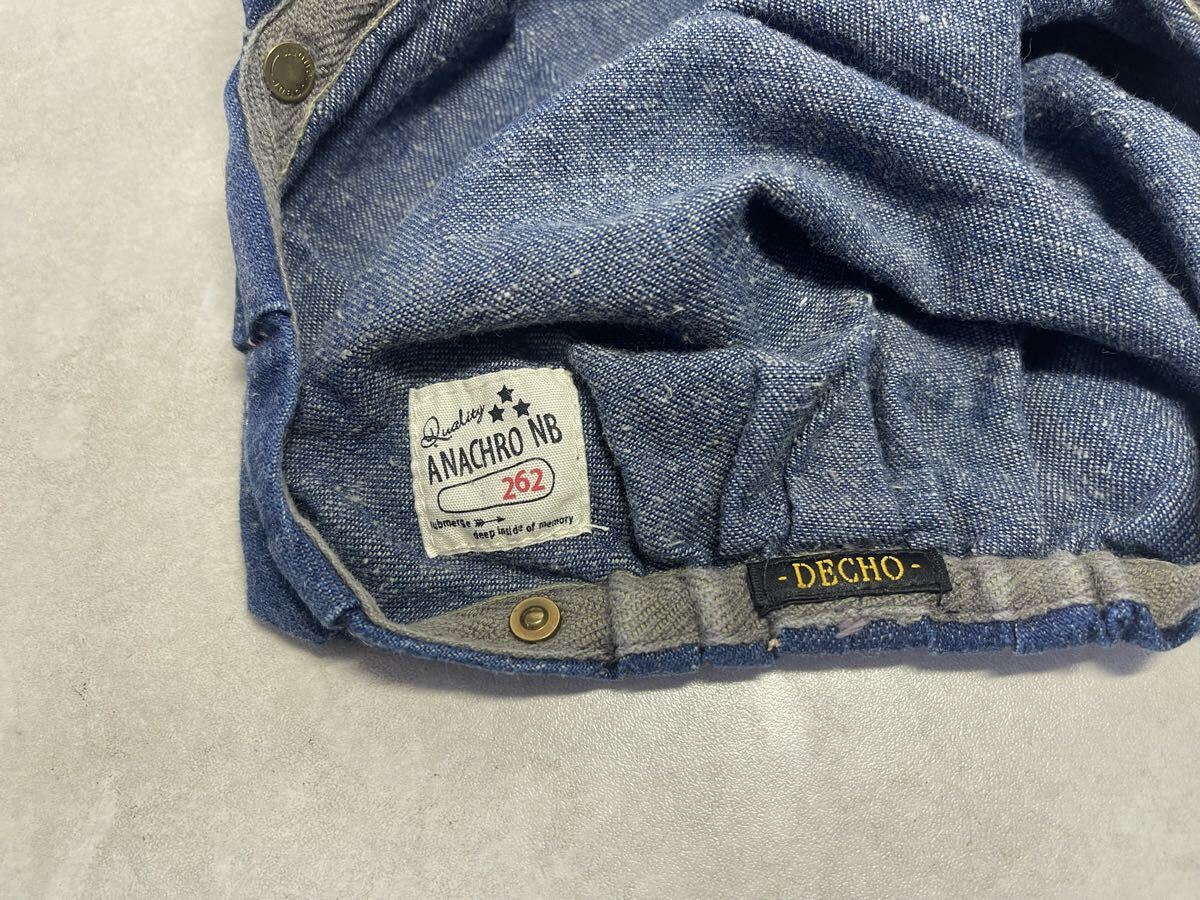 Quality
ANACHRO NB
262
submerge
deep inside of memory
- DECHO -